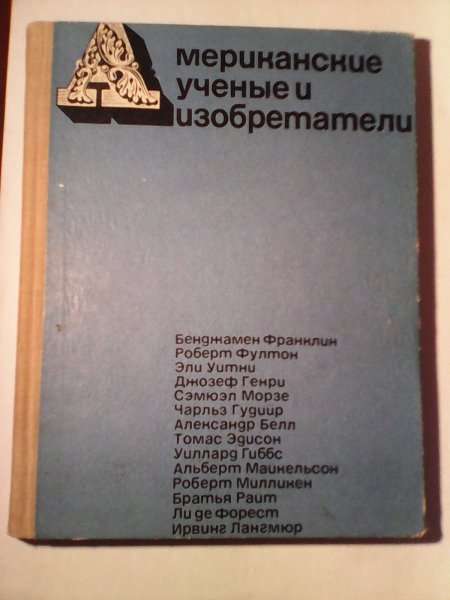 Американские
ученые и
изобретатели
Бенджамен Франклин
Роберт Фултон
Эли Уитни
Джозеф Генри
Сэмюэл Морзе
Чарльз Гудиир
Александр Белл
Томас Эдисон
Уиллард Гиббс
Альберт Майкельсон
Роберт Милликен
Братья Райт
Ли де Форест
Ирвинг Лангмюр